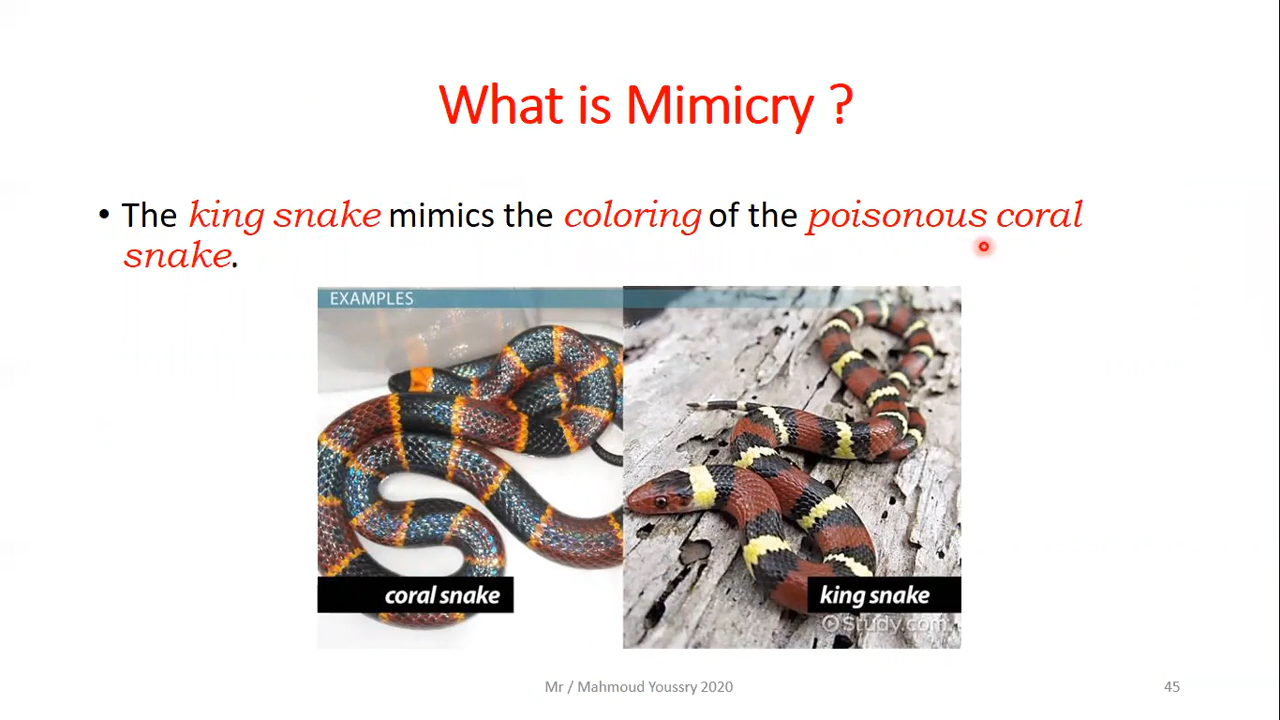 What is Mimicry ?
• The king snake mimics the coloring of the poisonous coral
snake.
EXAMPLES
coral snake
king snake
Study.com
Mr / Mahmoud Youssry 2020
45